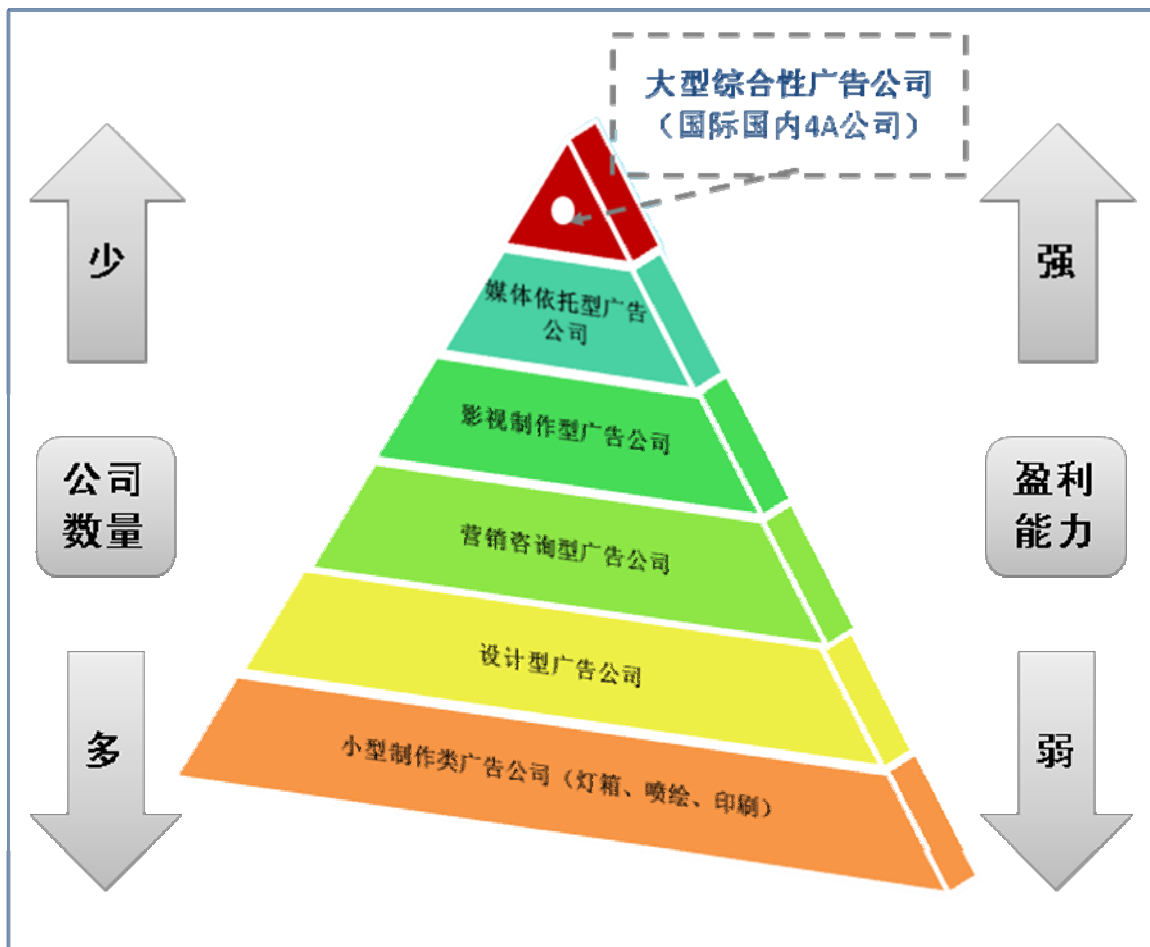 大型综合性广告公司
（国际国内4A公司）
少
强
媒体依托型广告
公司
影视制作型广告公司
公司
数量
盈利
能力
营销咨询型广告公司
设计型广告公司
多
弱
小型制作类广告公司（灯箱、喷绘、印刷）